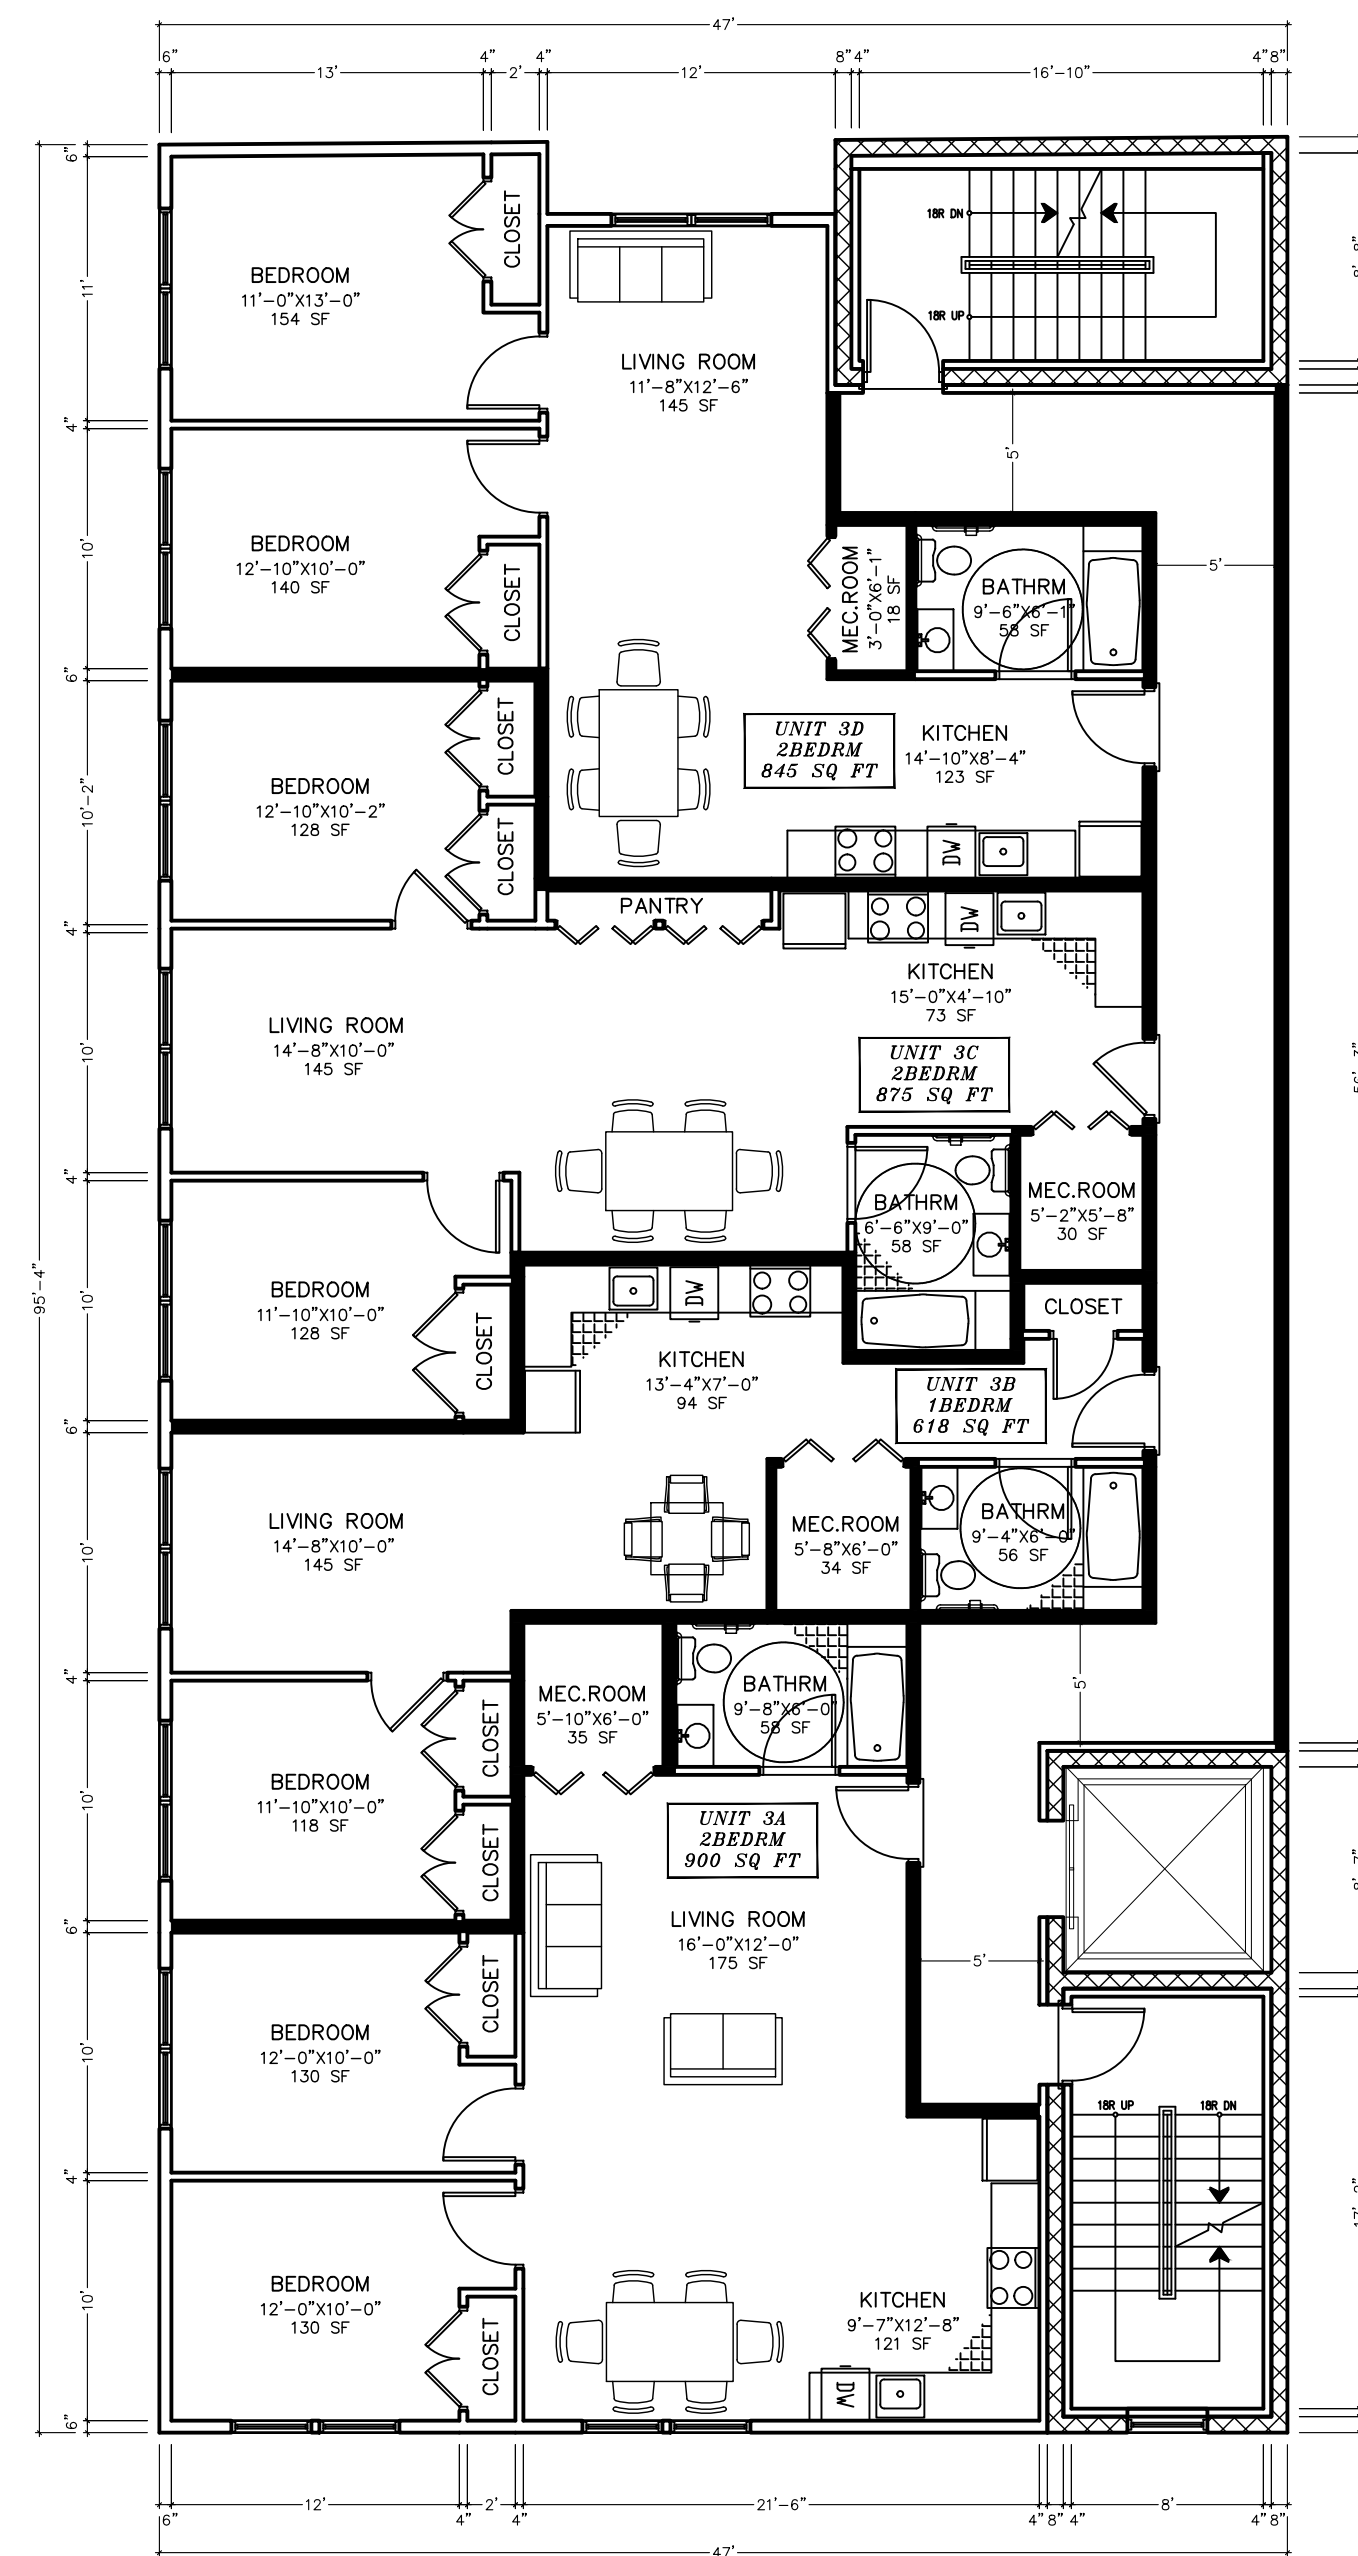 47'
6" 13' 4" 2' 4" 12' 8" 4" 16'-10" 4" 8"
6"
11'
4"
10'
6"
10'-2"
4"
10'
4"
10'
6"
10'
4"
10'
6"
10'
4"
10'
6"
95'-4"
BEDROOM
11'-0"X13'-0"
154 SF
CLOSET
LIVING ROOM
11'-8"X12'-6"
145 SF
18R DN
18R UP
5'
BEDROOM
12'-10"X10'-0"
140 SF
CLOSET
MEC.ROOM
3'-0"X6'-1"
18 SF
BATHRM
9'-6"X6'-1"
58 SF
5'
UNIT 3D
2BEDRM
845 SQ FT
KITCHEN
14'-10"X8'-4"
123 SF
DW
BEDROOM
12'-10"X10'-2"
128 SF
CLOSET
CLOSET
PANTRY
DW
KITCHEN
15'-0"X4'-10"
73 SF
LIVING ROOM
14'-8"X10'-0"
145 SF
UNIT 3C
2BEDRM
875 SQ FT
BATHRM
6'-6"X9'-0"
58 SF
MEC.ROOM
5'-2"X5'-8"
30 SF
BEDROOM
11'-10"X10'-0"
128 SF
CLOSET
DW
CLOSET
KITCHEN
13'-4"X7'-0"
94 SF
UNIT 3B
1BEDRM
618 SQ FT
LIVING ROOM
14'-8"X10'-0"
145 SF
MEC.ROOM
5'-8"X6'-0"
34 SF
BATHRM
9'-4"X6'-0"
56 SF
BEDROOM
11'-10"X10'-0"
118 SF
CLOSET
CLOSET
MEC.ROOM
5'-10"X6'-0"
35 SF
BATHRM
9'-8"X6'-0"
58 SF
5'
UNIT 3A
2BEDRM
900 SQ FT
LIVING ROOM
16'-0"X12'-0"
175 SF
5'
BEDROOM
12'-0"X10'-0"
130 SF
CLOSET
18R UP
18R DN
BEDROOM
12'-0"X10'-0"
130 SF
CLOSET
KITCHEN
9'-7"X12'-8"
121 SF
DW
12' 2' 21'-6" 8'
6" 4" 4" 4" 8" 4" 4" 8"
47'